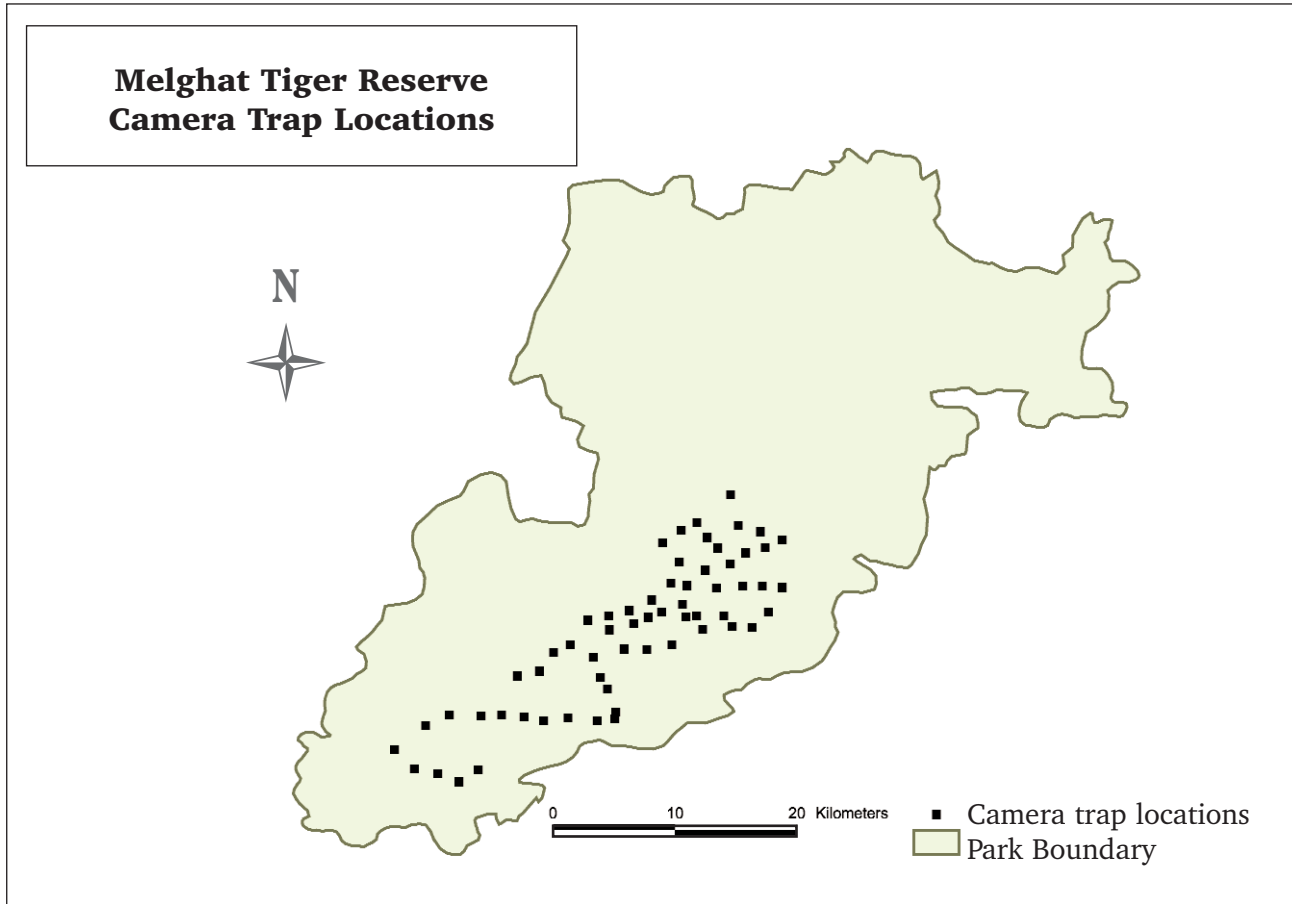 Melghat Tiger Reserve
Camera Trap Locations
N
0 10 20 Kilometers
Camera trap locations
Park Boundary